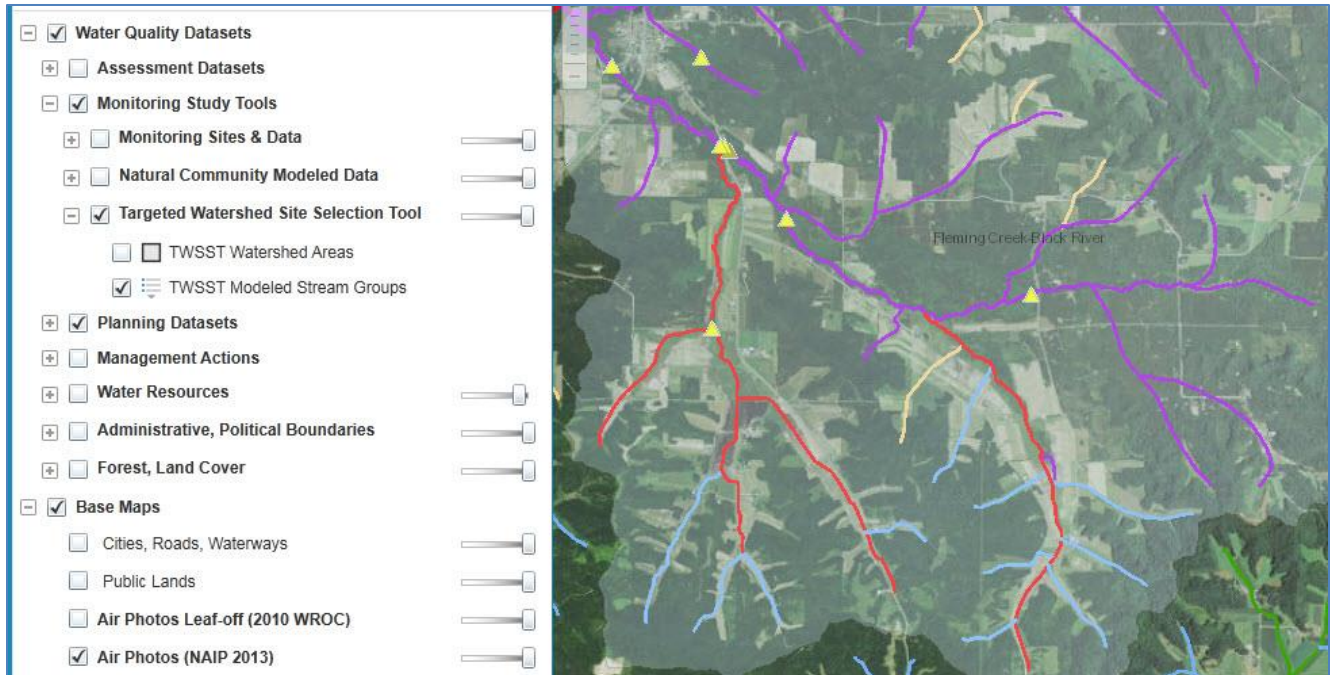 Water Quality Datasets
Assessment Datasets
Monitoring Study Tools
Monitoring Sites & Data
Natural Community Modeled Data
Targeted Watershed Site Selection Tool
TWSST Watershed Areas
TWSST Modeled Stream Groups
Planning Datasets
Management Actions
Water Resources
Administrative, Political Boundaries
Forest, Land Cover
Base Maps
Cities, Roads, Waterways
Public Lands
Air Photos Leaf-off (2010 WROC)
Air Photos (NAIP 2013)
Fleming Creek-Black River